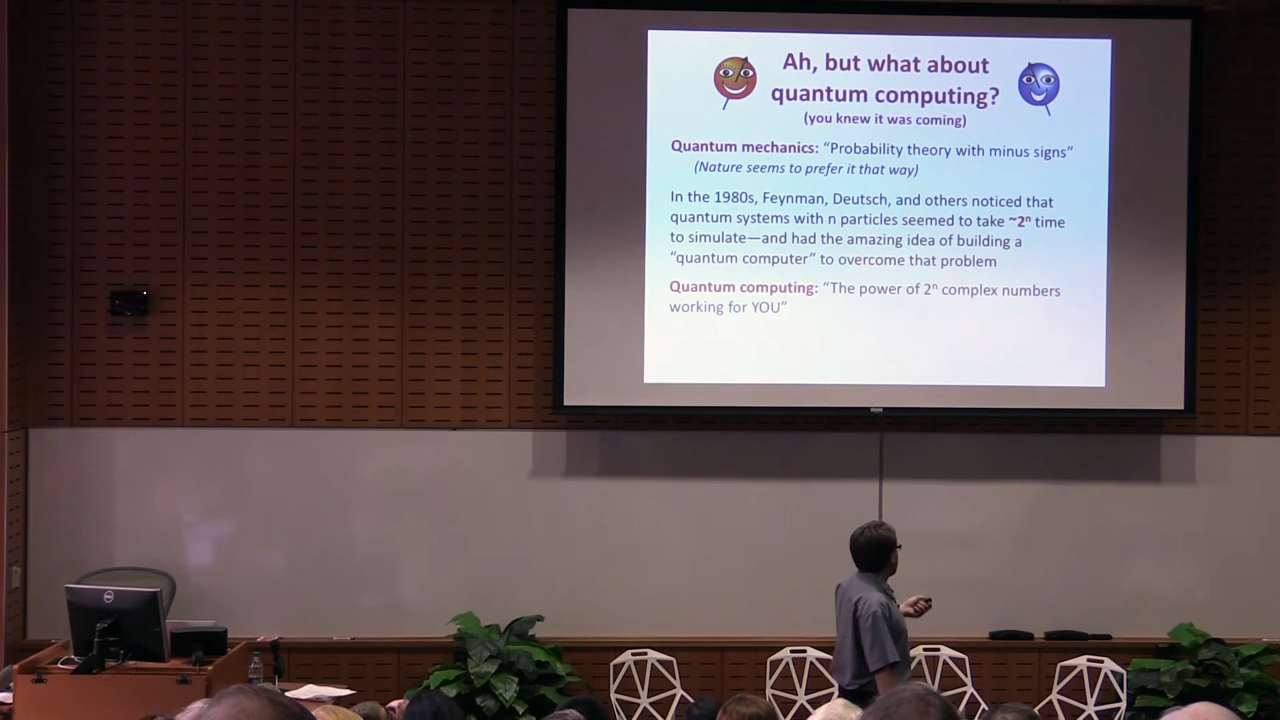 Ah, but what about
quantum computing?
(you knew it was coming)
Quantum mechanics: “Probability theory with minus signs”
(Nature seems to prefer it that way)
In the 1980s, Feynman, Deutsch, and others noticed that
quantum systems with n particles seemed to take ~2ⁿ time
to simulate—and had the amazing idea of building a
“quantum computer” to overcome that problem
Quantum computing: “The power of 2ⁿ complex numbers
working for YOU”
DELL